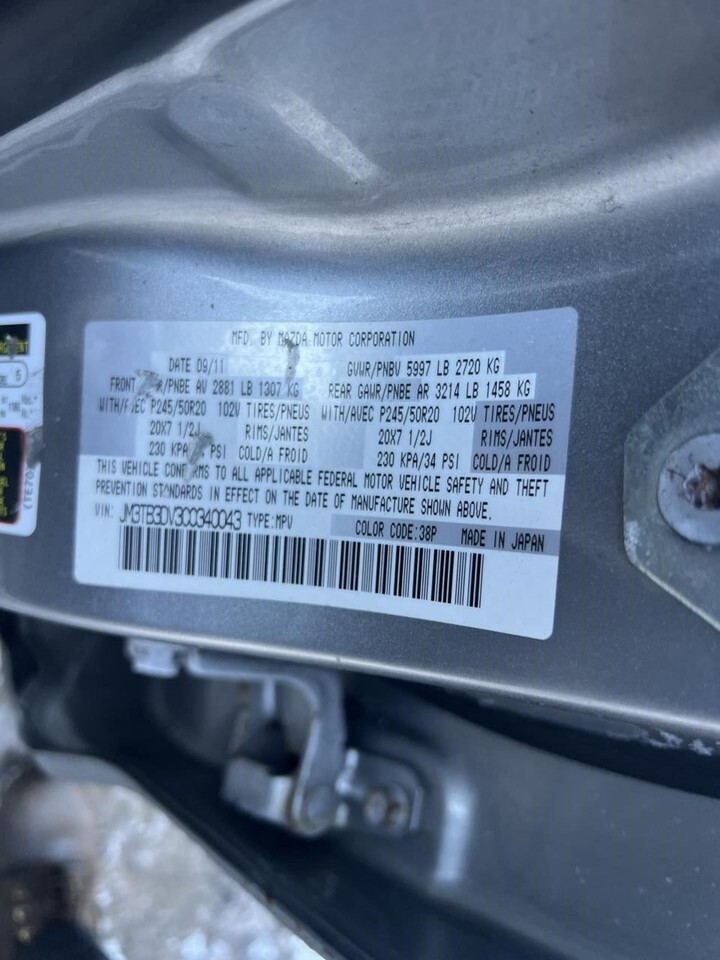 MFD. BY MAZDA MOTOR CORPORATION
DATE 09/11 GVWR/PNBV 5997 LB 2720 KG
FRONT /PNBE AV 2881 LB 1307 KG REAR GAWR/PNBE AR 3214 LB 1458 KG
WITH/AVEC P245/50R20 102V TIRES/PNEUS WITH/AVEC P245/50R20 102V TIRES/PNEUS
20X7 1/2J RIMS/JANTES 20X7 1/2J RIMS/JANTES
230 KPA/ PSI COLD/A FROID 230 KPA/34 PSI COLD/A FROID
THIS VEHICLE CONFORMS TO ALL APPLICABLE FEDERAL MOTOR VEHICLE SAFETY AND THEFT
PREVENTION STANDARDS IN EFFECT ON THE DATE OF MANUFACTURE SHOWN ABOVE.
VIN: JM3TB3DV3C0340043 TYPE:MPV COLOR CODE:38P MADE IN JAPAN